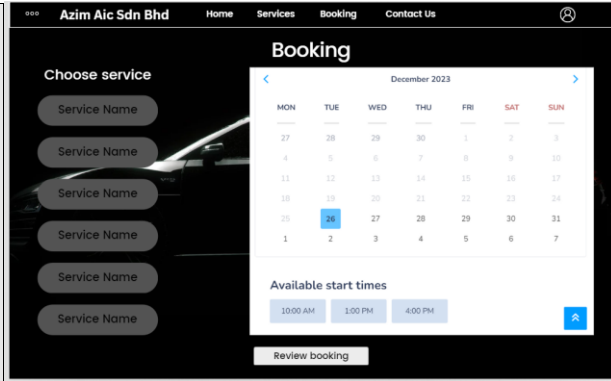 Azim Aic Sdn Bhd Home Services Booking Contact Us
Booking
Choose service
Service Name
Service Name
Service Name
Service Name
Service Name
Service Name
December 2023
MON TUE WED THU FRI SAT SUN
27 28 29 30 1 2 3
4 5 6 7 8 9 10
11 12 13 14 15 16 17
18 19 20 21 22 23 24
25 26 27 28 29 30 31
1 2 3 4 5 6 7
Available start times
10:00 AM 1:00 PM 4:00 PM
Review booking